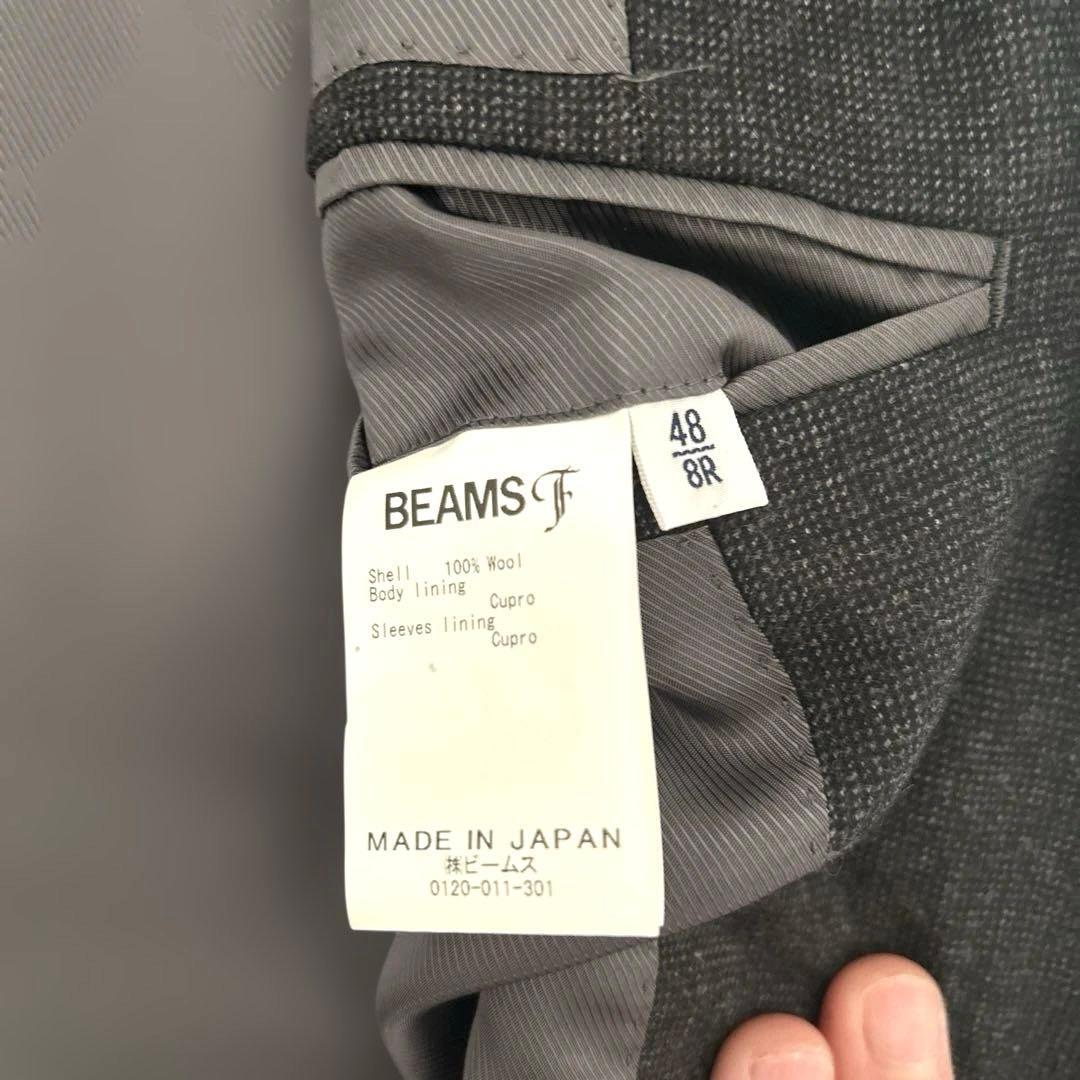 48
8R
BEAMS F
Shell 100% Wool
Body lining
Cupro
Sleeves lining
Cupro
MADE IN JAPAN
㈱ビームス
0120-011-301